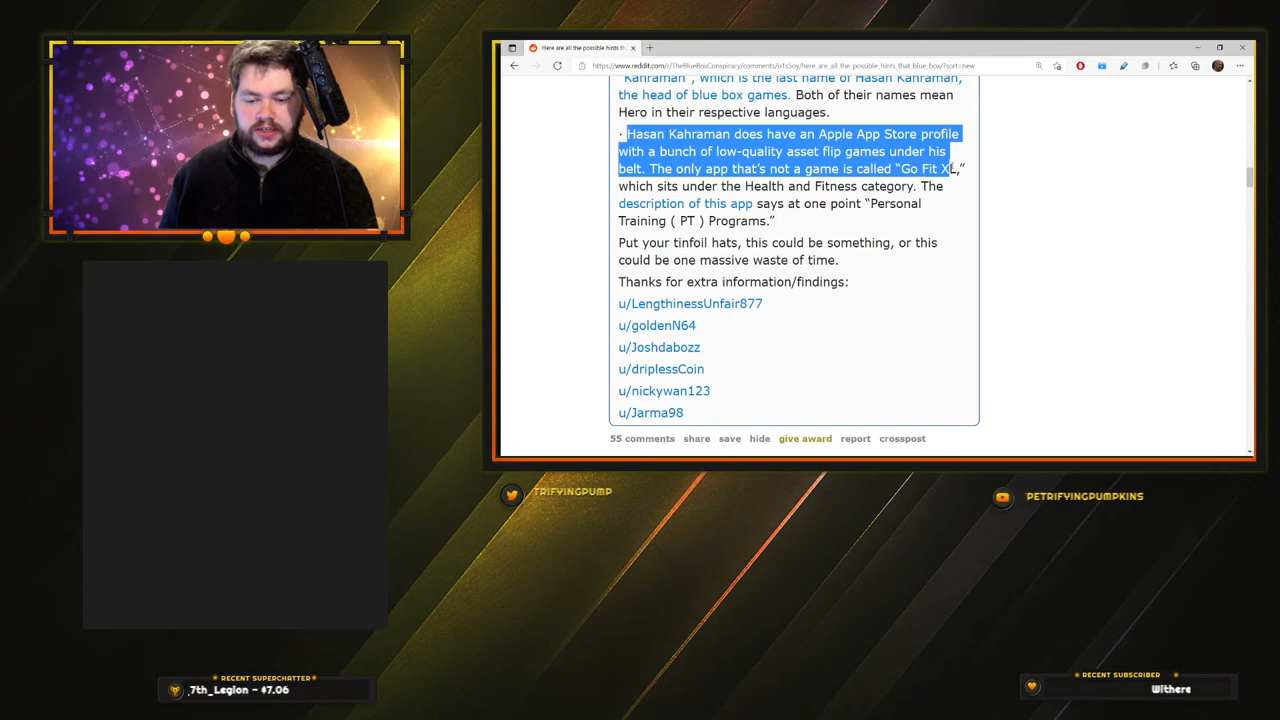 Here are all the possible hints th
https://www.reddit.com/r/TheBlueBoxConspiracy/comments/o1s5oy/here_are_all_the_possible_hints_that_blue_box/?sort=new
"Kahraman", which is the last name of Hasan Kahraman,
the head of blue box games. Both of their names mean
Hero in their respective languages.
· Hasan Kahraman does have an Apple App Store profile
with a bunch of low-quality asset flip games under his
belt. The only app that's not a game is called “Go Fit XL,”
which sits under the Health and Fitness category. The
description of this app says at one point “Personal
Training ( PT ) Programs.”
Put your tinfoil hats, this could be something, or this
could be one massive waste of time.
Thanks for extra information/findings:
u/LengthinessUnfair877
u/goldenN64
u/Joshdabozz
u/driplessCoin
u/nickywan123
u/Jarma98
55 comments share save hide give award report crosspost
TRIFYINGPUMP
PETRIFYINGPUMPKINS
RECENT SUPERCHATTER
_7th_Legion - $7.06
RECENT SUBSCRIBER
Withere